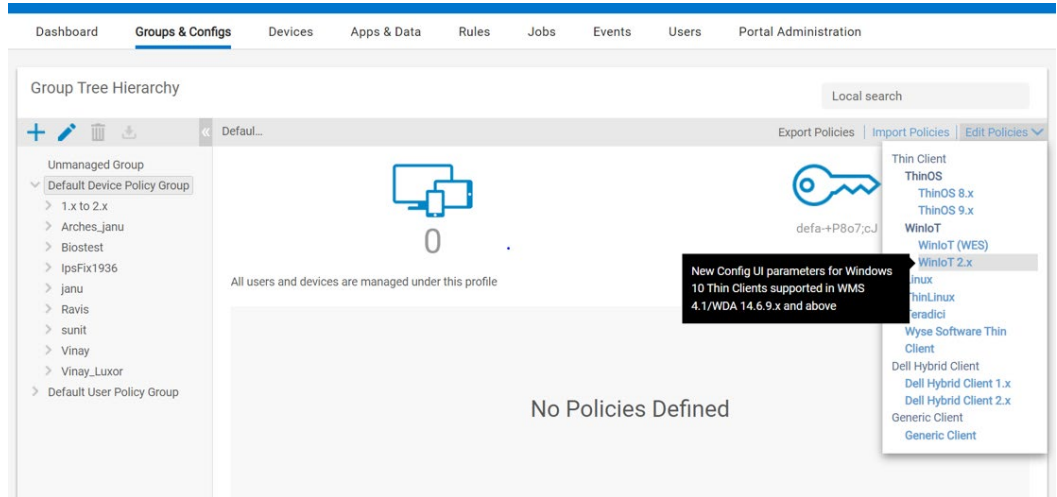 Dashboard Groups & Configs Devices Apps & Data Rules Jobs Events Users Portal Administration
Group Tree Hierarchy
Local search
Defaul...
Export Policies | Import Policies | Edit Policies
Unmanaged Group
Default Device Policy Group
1.x to 2.x
Arches_janu
Biostest
IpsFix1936
janu
Ravis
sunit
Vinay
Vinay_Luxor
Default User Policy Group
0
All users and devices are managed under this profile
defa-+P8o7;cJ
New Config UI parameters for Windows
10 Thin Clients supported in WMS
4.1/WDA 14.6.9.x and above
No Policies Defined
Thin Client
ThinOS
ThinOS 8.x
ThinOS 9.x
WinIoT
WinIoT (WES)
WinIoT 2.x
Linux
ThinLinux
Teradici
Wyse Software Thin
Client
Dell Hybrid Client
Dell Hybrid Client 1.x
Dell Hybrid Client 2.x
Generic Client
Generic Client